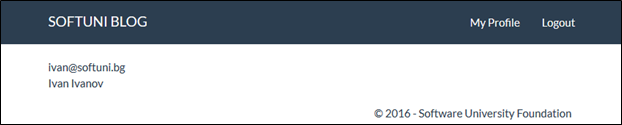 SOFTUNI BLOG My Profile Logout
ivan@softuni.bg
Ivan Ivanov
© 2016 - Software University Foundation